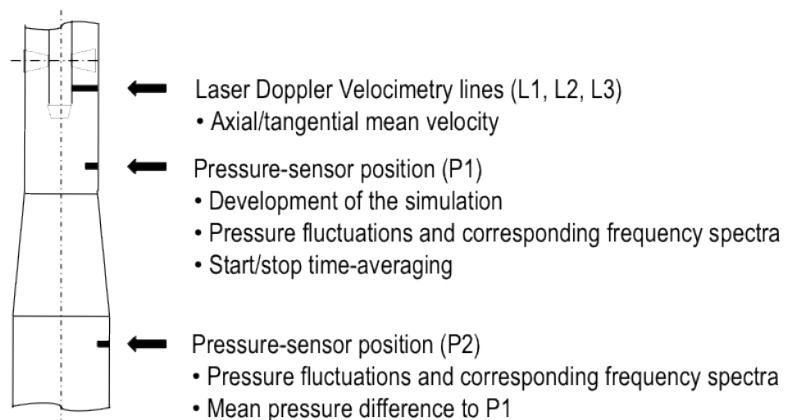 Laser Doppler Velocimetry lines (L1, L2, L3)
• Axial/tangential mean velocity
Pressure-sensor position (P1)
• Development of the simulation
• Pressure fluctuations and corresponding frequency spectra
• Start/stop time-averaging
Pressure-sensor position (P2)
• Pressure fluctuations and corresponding frequency spectra
• Mean pressure difference to P1